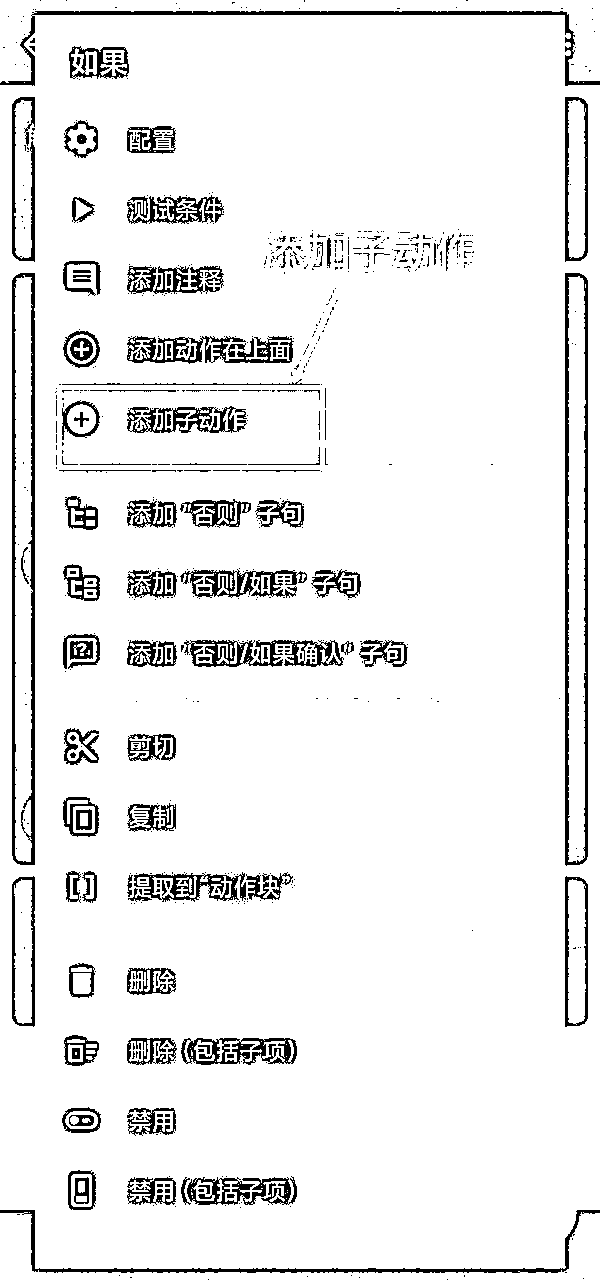 如果
配置
测试条件
添加子动作
添加注释
添加动作在上面
添加子动作
添加 "否则" 子句
添加 "否则/如果" 子句
添加 "否则/如果确认" 子句
剪切
复制
提取到"动作块"
删除
删除 (包括子项)
禁用
禁用 (包括子项)